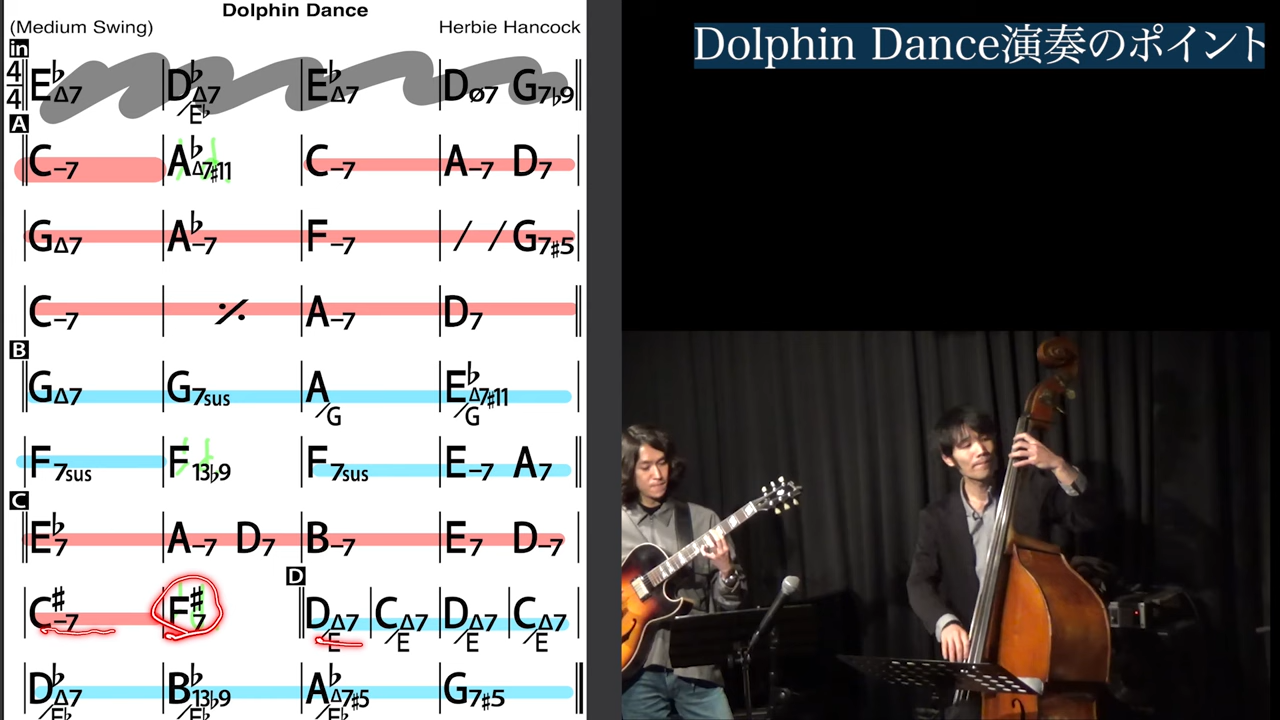 Dolphin Dance
(Medium Swing) Herbie Hancock
Dolphin Dance演奏のポイント
in
4/4 E♭Δ7 D♭Δ7/E♭ E♭Δ7 Dø7 G7♭9
A
C-7 A♭Δ7#11 C-7 A-7 D7
GΔ7 A♭-7 F-7 / / G7#5
C-7 % A-7 D7
B
GΔ7 G7sus A/G E♭Δ7#11/G
F7sus F13♭9 F7sus E-7 A7
C
E♭7 A-7 D7 B-7 E7 D-7
D
C#-7 F#7 DΔ7/E CΔ7/E DΔ7/E CΔ7/E
D♭Δ7/E♭ B♭13♭9/E♭ A♭Δ7#5/E♭ G7#5